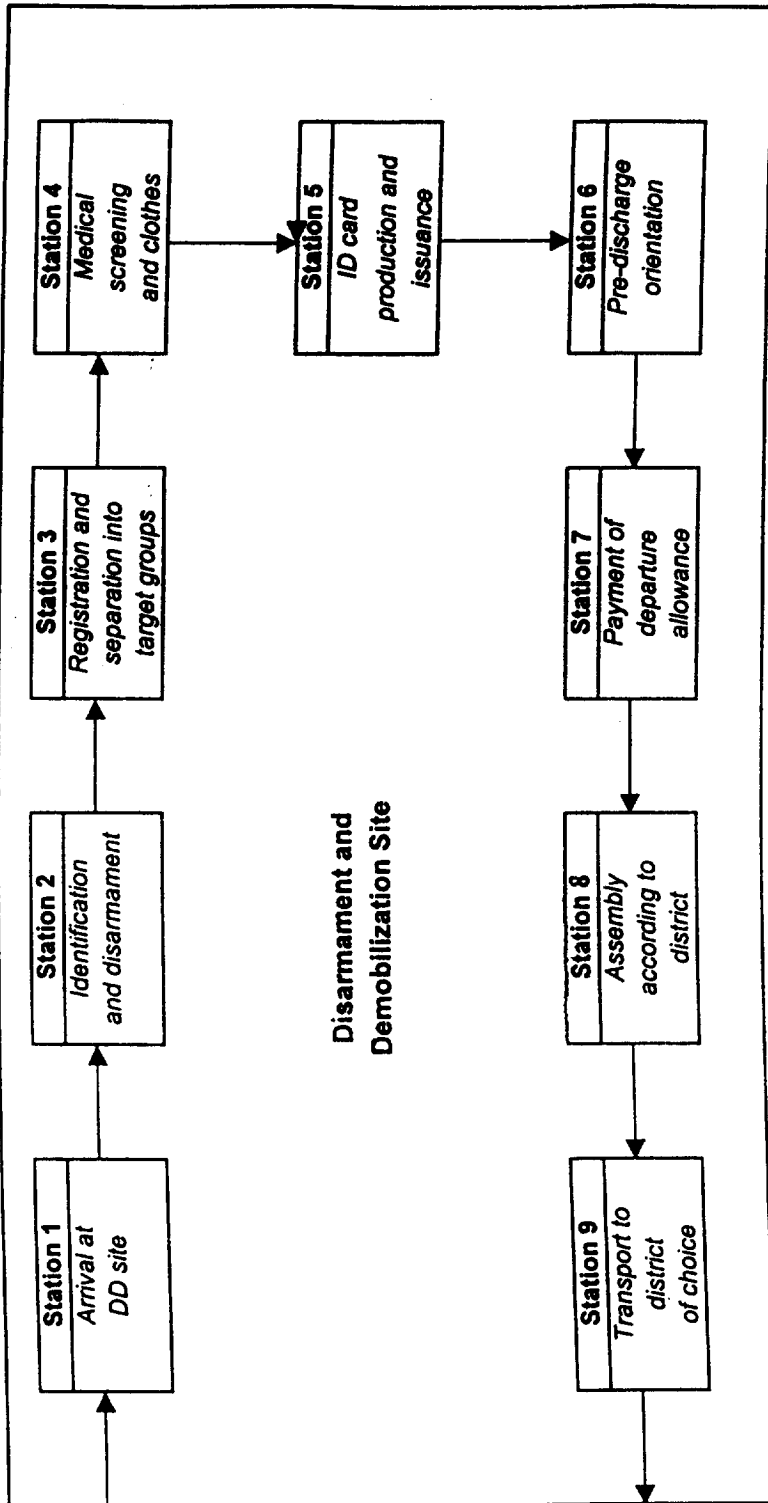 Station 1
Arrival at
DD site
Station 2
Identification
and disarmament
Station 3
Registration and
separation into
target groups
Station 4
Medical
screening
and clothes
Station 5
ID card
production and
issuance
Station 6
Pre-discharge
orientation
Station 7
Payment of
departure
allowance
Station 8
Assembly
according to
district
Station 9
Transport to
district
of choice
Disarmament and
Demobilization Site